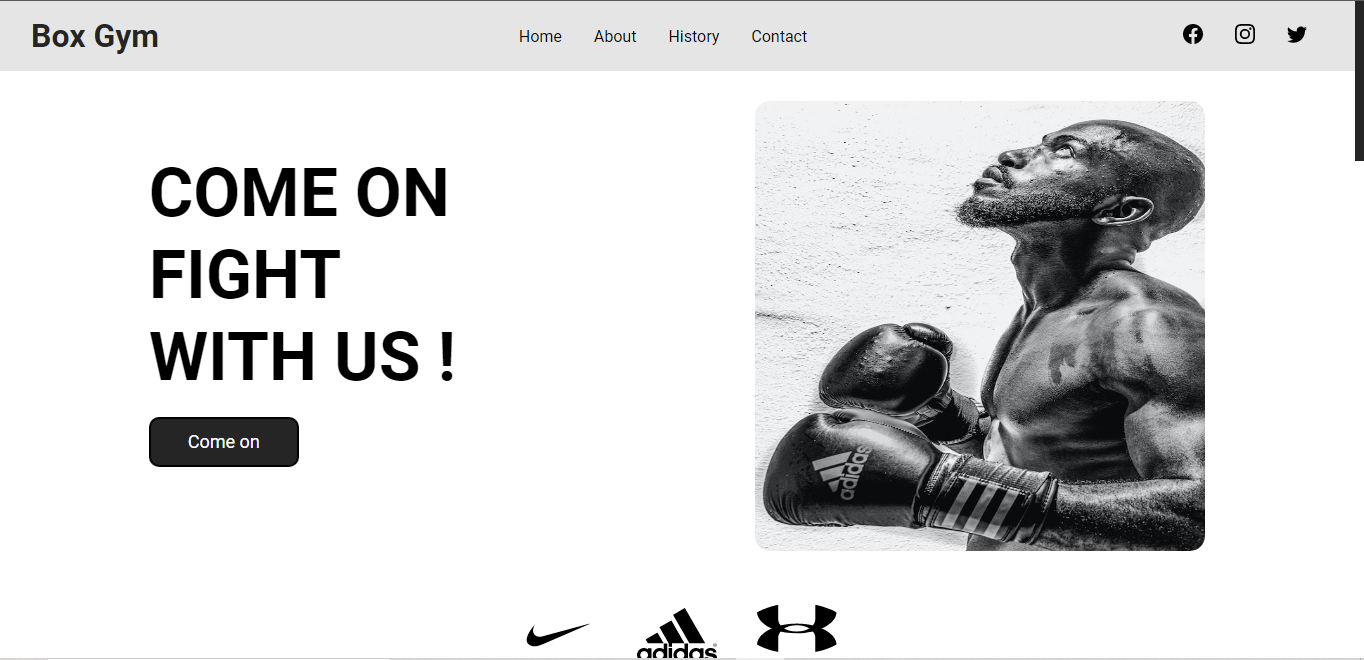 Box Gym
Home About History Contact
COME ON
FIGHT
WITH US !
Come on
adidas
adidas